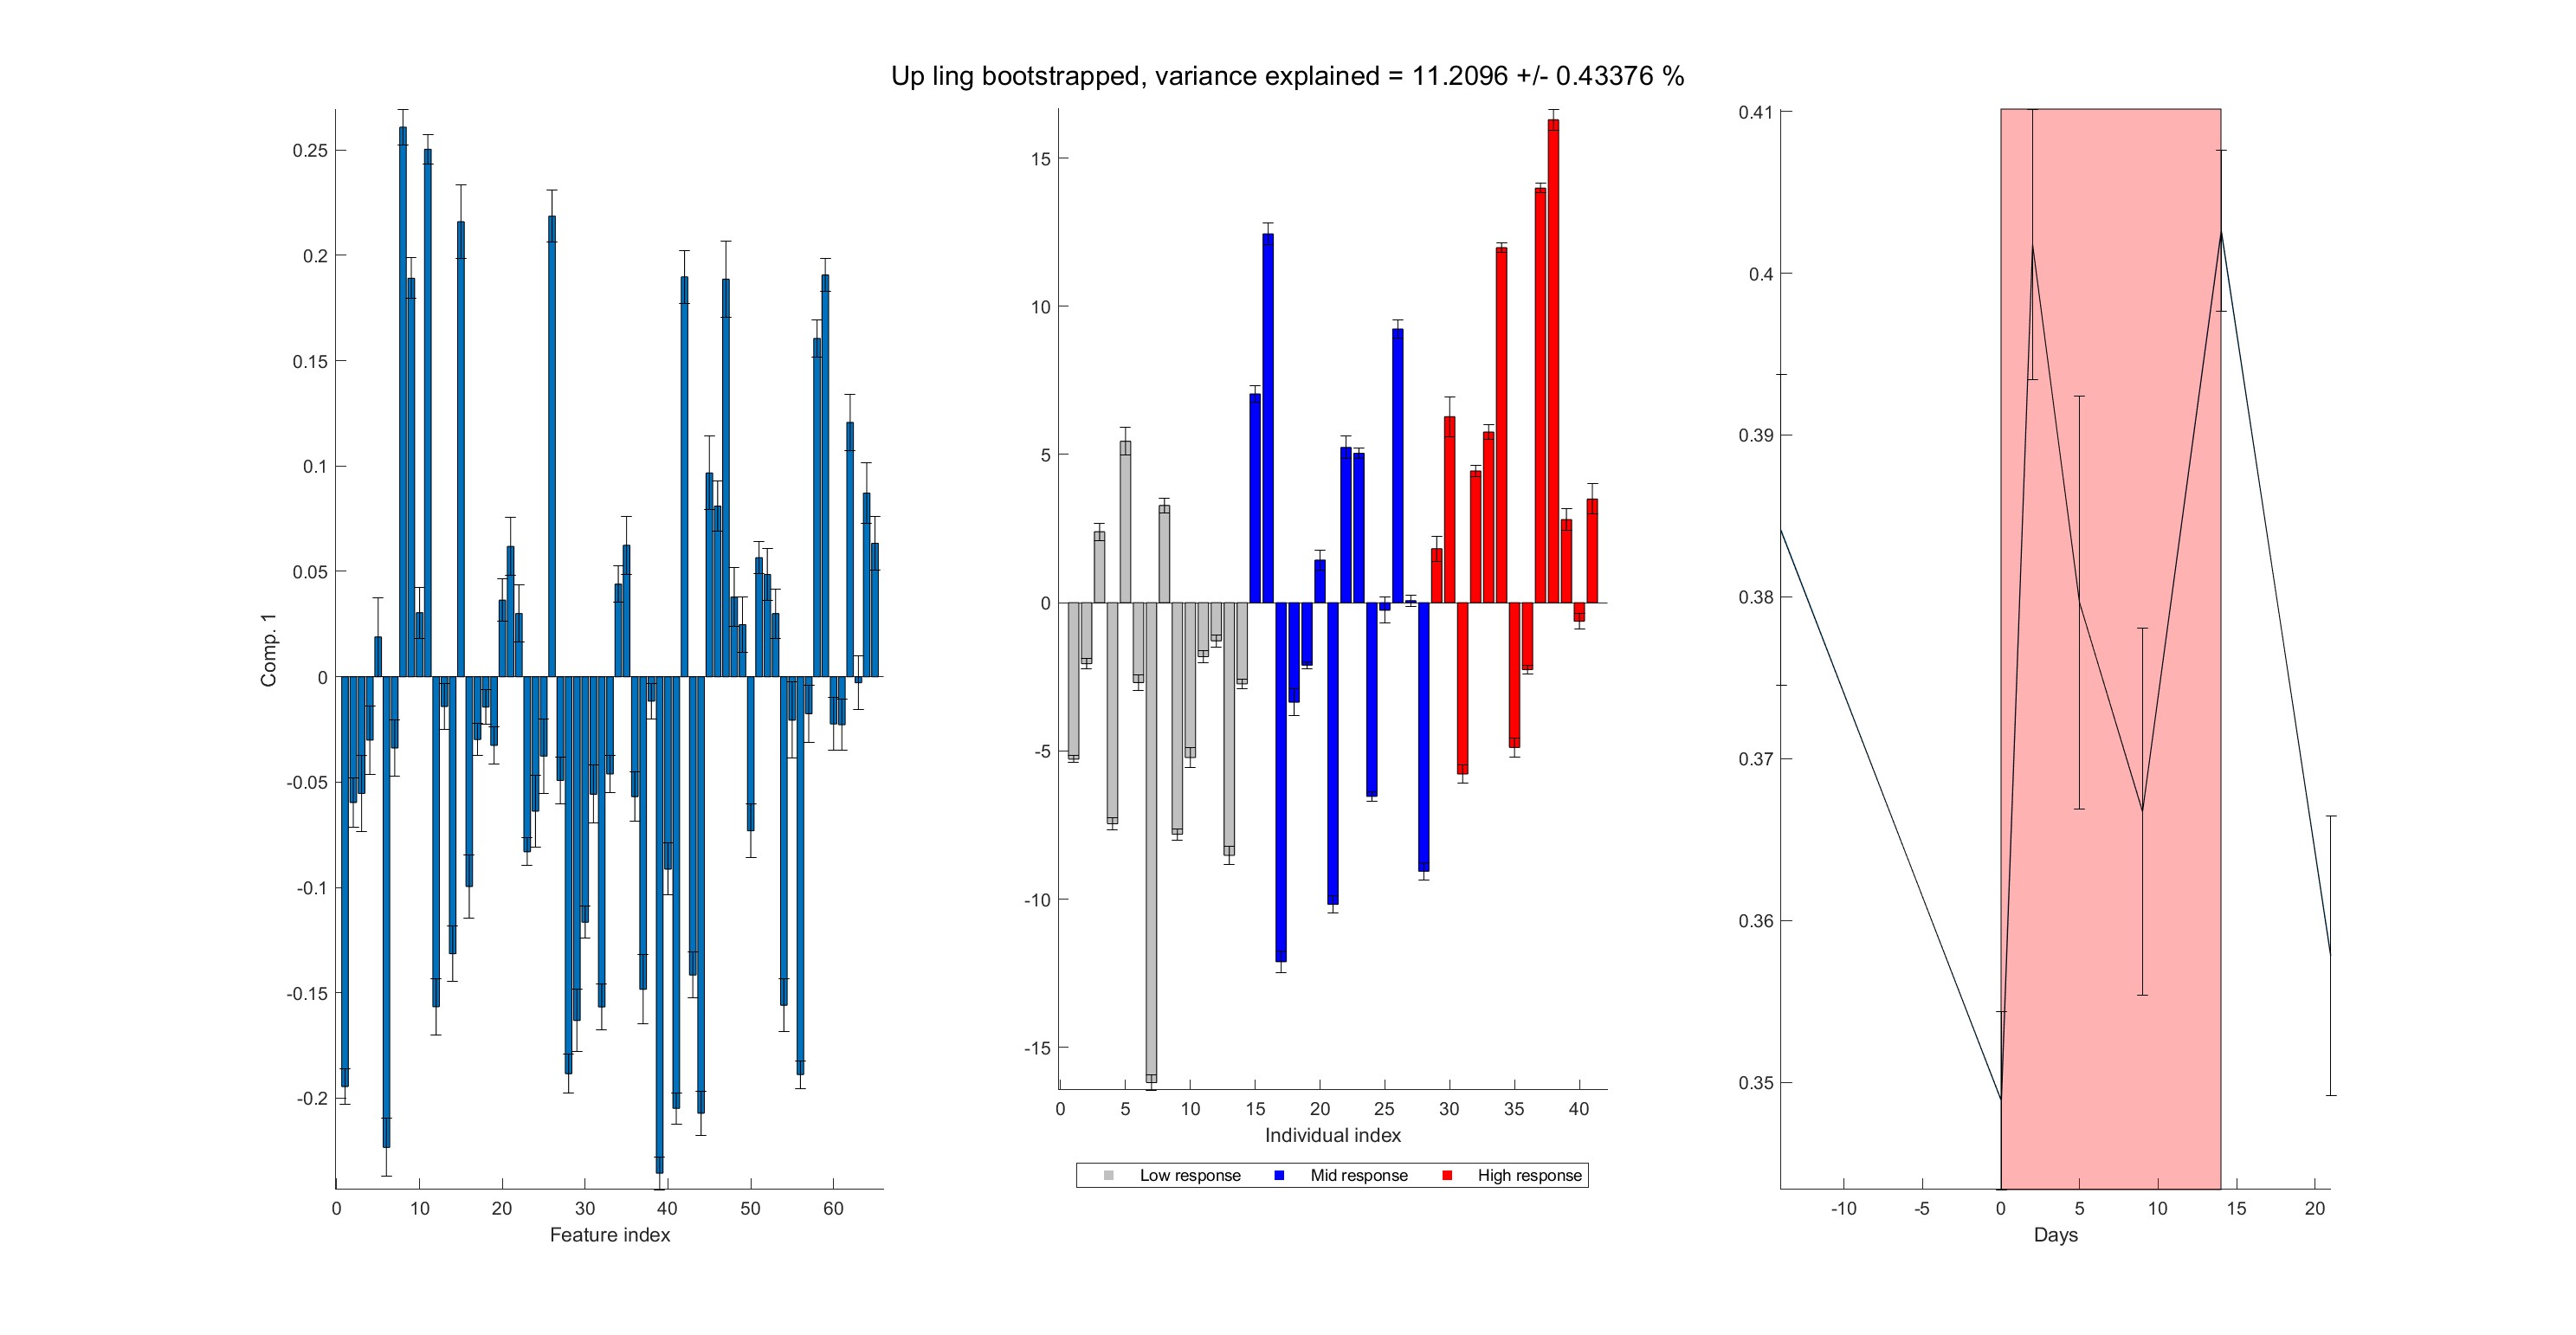 Up ling bootstrapped, variance explained = 11.2096 +/- 0.43376 %
0.25
0.2
0.15
0.1
0.05
0
-0.05
-0.1
-0.15
-0.2
Comp. 1
0 10 20 30 40 50 60
Feature index
15
10
5
0
-5
-10
-15
0 5 10 15 20 25 30 35 40
Individual index
Low response Mid response High response
0.41
0.4
0.39
0.38
0.37
0.36
0.35
-10 -5 0 5 10 15 20
Days